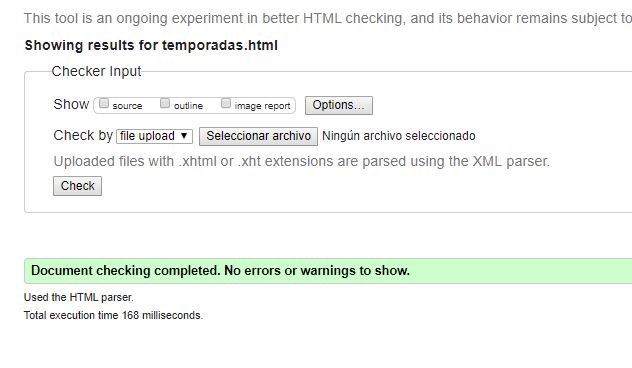 This tool is an ongoing experiment in better HTML checking, and its behavior remains subject to
Showing results for temporadas.html
Checker Input
Show source outline image report Options...
Check by file upload Seleccionar archivo Ningún archivo seleccionado
Uploaded files with .xhtml or .xht extensions are parsed using the XML parser.
Check
Document checking completed. No errors or warnings to show.
Used the HTML parser.
Total execution time 168 milliseconds.